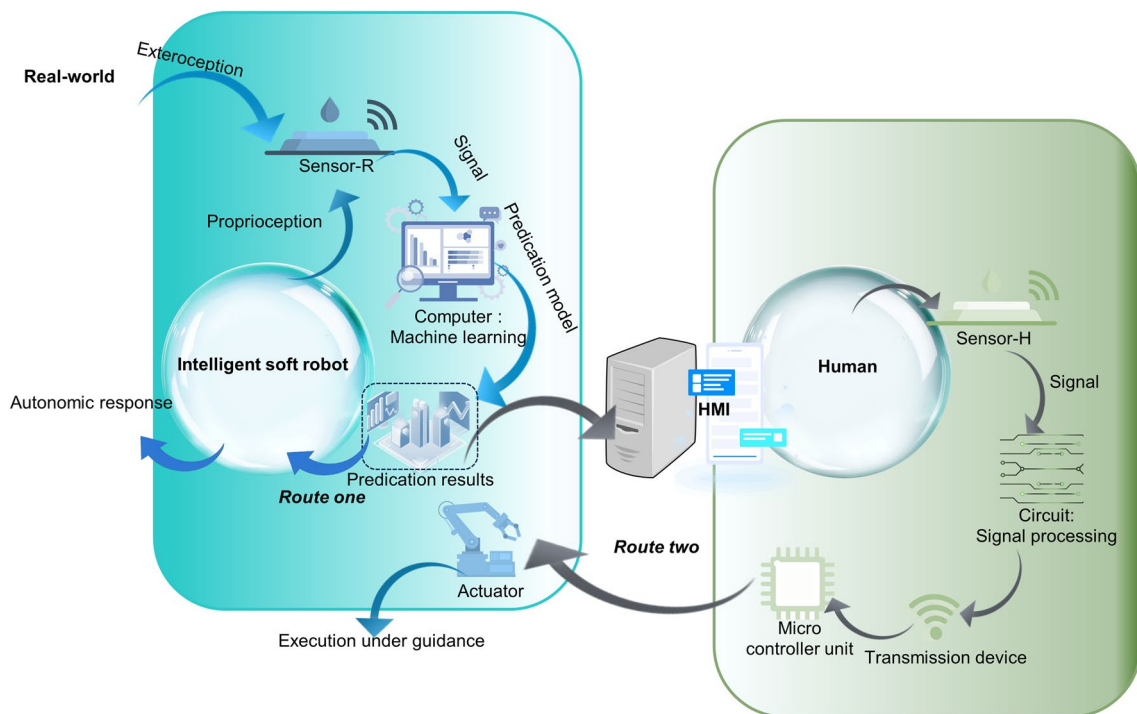 Exteroception
Real-world
Sensor-R
Signal
Proprioception
Predication model
Computer :
Machine learning
Intelligent soft robot
Autonomic response
Predication results
Route one
Actuator
Execution under guidance
HMI
Route two
Human
Sensor-H
Signal
Circuit:
Signal processing
Transmission device
Micro
controller unit